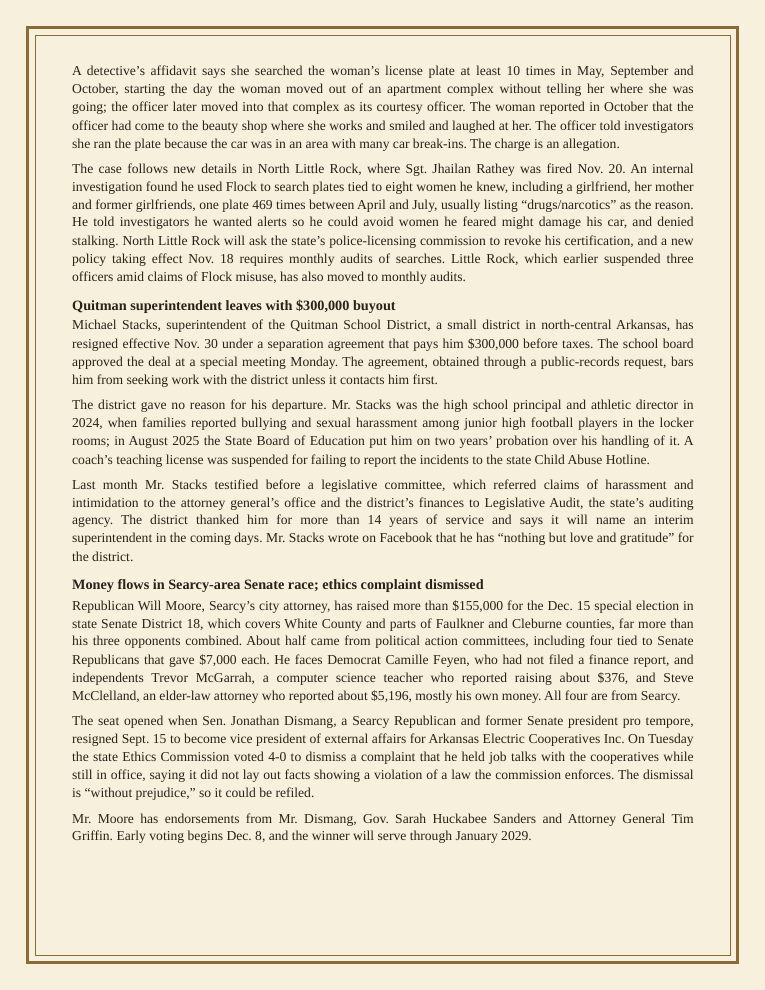 A detective’s affidavit says she searched the woman’s license plate at least 10 times in May, September and
October, starting the day the woman moved out of an apartment complex without telling her where she was
going; the officer later moved into that complex as its courtesy officer. The woman reported in October that the
officer had come to the beauty shop where she works and smiled and laughed at her. The officer told investigators
she ran the plate because the car was in an area with many car break-ins. The charge is an allegation.
The case follows new details in North Little Rock, where Sgt. Jhailan Rathey was fired Nov. 20. An internal
investigation found he used Flock to search plates tied to eight women he knew, including a girlfriend, her mother
and former girlfriends, one plate 469 times between April and July, usually listing “drugs/narcotics” as the reason.
He told investigators he wanted alerts so he could avoid women he feared might damage his car, and denied
stalking. North Little Rock will ask the state’s police-licensing commission to revoke his certification, and a new
policy taking effect Nov. 18 requires monthly audits of searches. Little Rock, which earlier suspended three
officers amid claims of Flock misuse, has also moved to monthly audits.
Quitman superintendent leaves with $300,000 buyout
Michael Stacks, superintendent of the Quitman School District, a small district in north-central Arkansas, has
resigned effective Nov. 30 under a separation agreement that pays him $300,000 before taxes. The school board
approved the deal at a special meeting Monday. The agreement, obtained through a public-records request, bars
him from seeking work with the district unless it contacts him first.
The district gave no reason for his departure. Mr. Stacks was the high school principal and athletic director in
2024, when families reported bullying and sexual harassment among junior high football players in the locker
rooms; in August 2025 the State Board of Education put him on two years’ probation over his handling of it. A
coach’s teaching license was suspended for failing to report the incidents to the state Child Abuse Hotline.
Last month Mr. Stacks testified before a legislative committee, which referred claims of harassment and
intimidation to the attorney general’s office and the district’s finances to Legislative Audit, the state’s auditing
agency. The district thanked him for more than 14 years of service and says it will name an interim
superintendent in the coming days. Mr. Stacks wrote on Facebook that he has “nothing but love and gratitude” for
the district.
Money flows in Searcy-area Senate race; ethics complaint dismissed
Republican Will Moore, Searcy’s city attorney, has raised more than $155,000 for the Dec. 15 special election in
state Senate District 18, which covers White County and parts of Faulkner and Cleburne counties, far more than
his three opponents combined. About half came from political action committees, including four tied to Senate
Republicans that gave $7,000 each. He faces Democrat Camille Feyen, who had not filed a finance report, and
independents Trevor McGarrah, a computer science teacher who reported raising about $376, and Steve
McClelland, an elder-law attorney who reported about $5,196, mostly his own money. All four are from Searcy.
The seat opened when Sen. Jonathan Dismang, a Searcy Republican and former Senate president pro tempore,
resigned Sept. 15 to become vice president of external affairs for Arkansas Electric Cooperatives Inc. On Tuesday
the state Ethics Commission voted 4-0 to dismiss a complaint that he held job talks with the cooperatives while
still in office, saying it did not lay out facts showing a violation of a law the commission enforces. The dismissal
is “without prejudice,” so it could be refiled.
Mr. Moore has endorsements from Mr. Dismang, Gov. Sarah Huckabee Sanders and Attorney General Tim
Griffin. Early voting begins Dec. 8, and the winner will serve through January 2029.